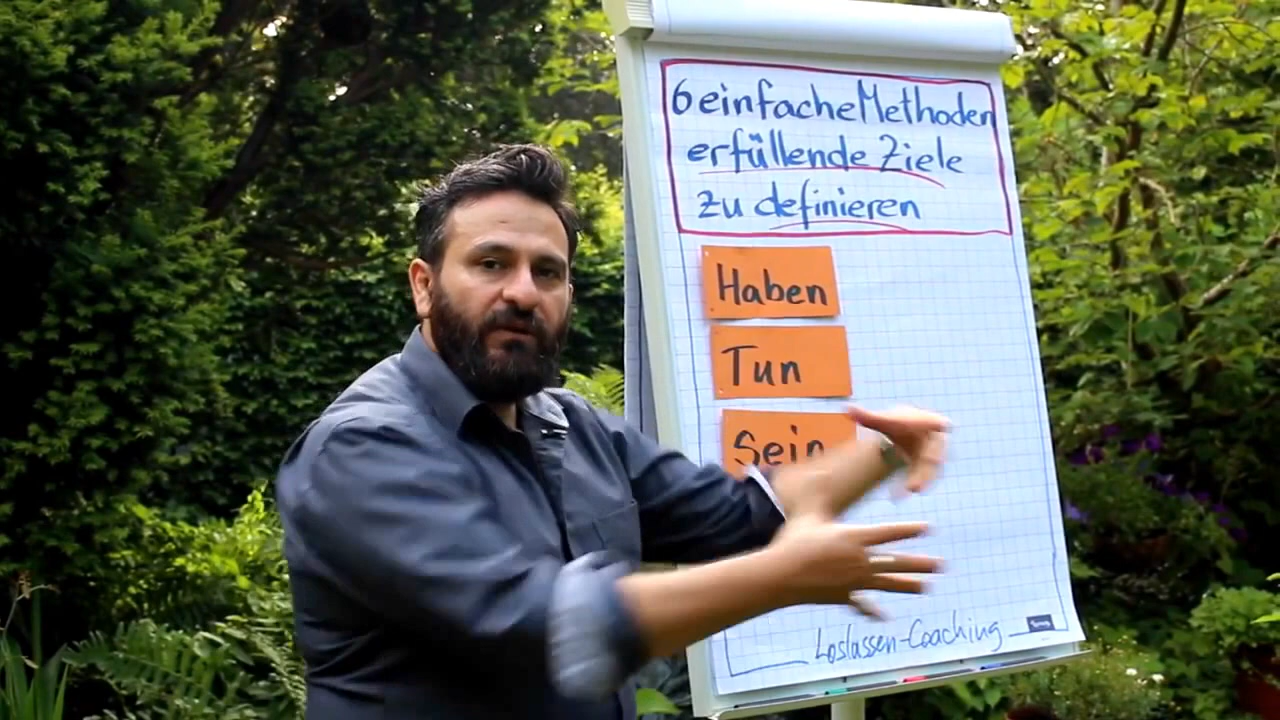 6 einfache Methoden
erfüllende Ziele
zu definieren
Haben
Tun
Sein
Loslassen-Coaching